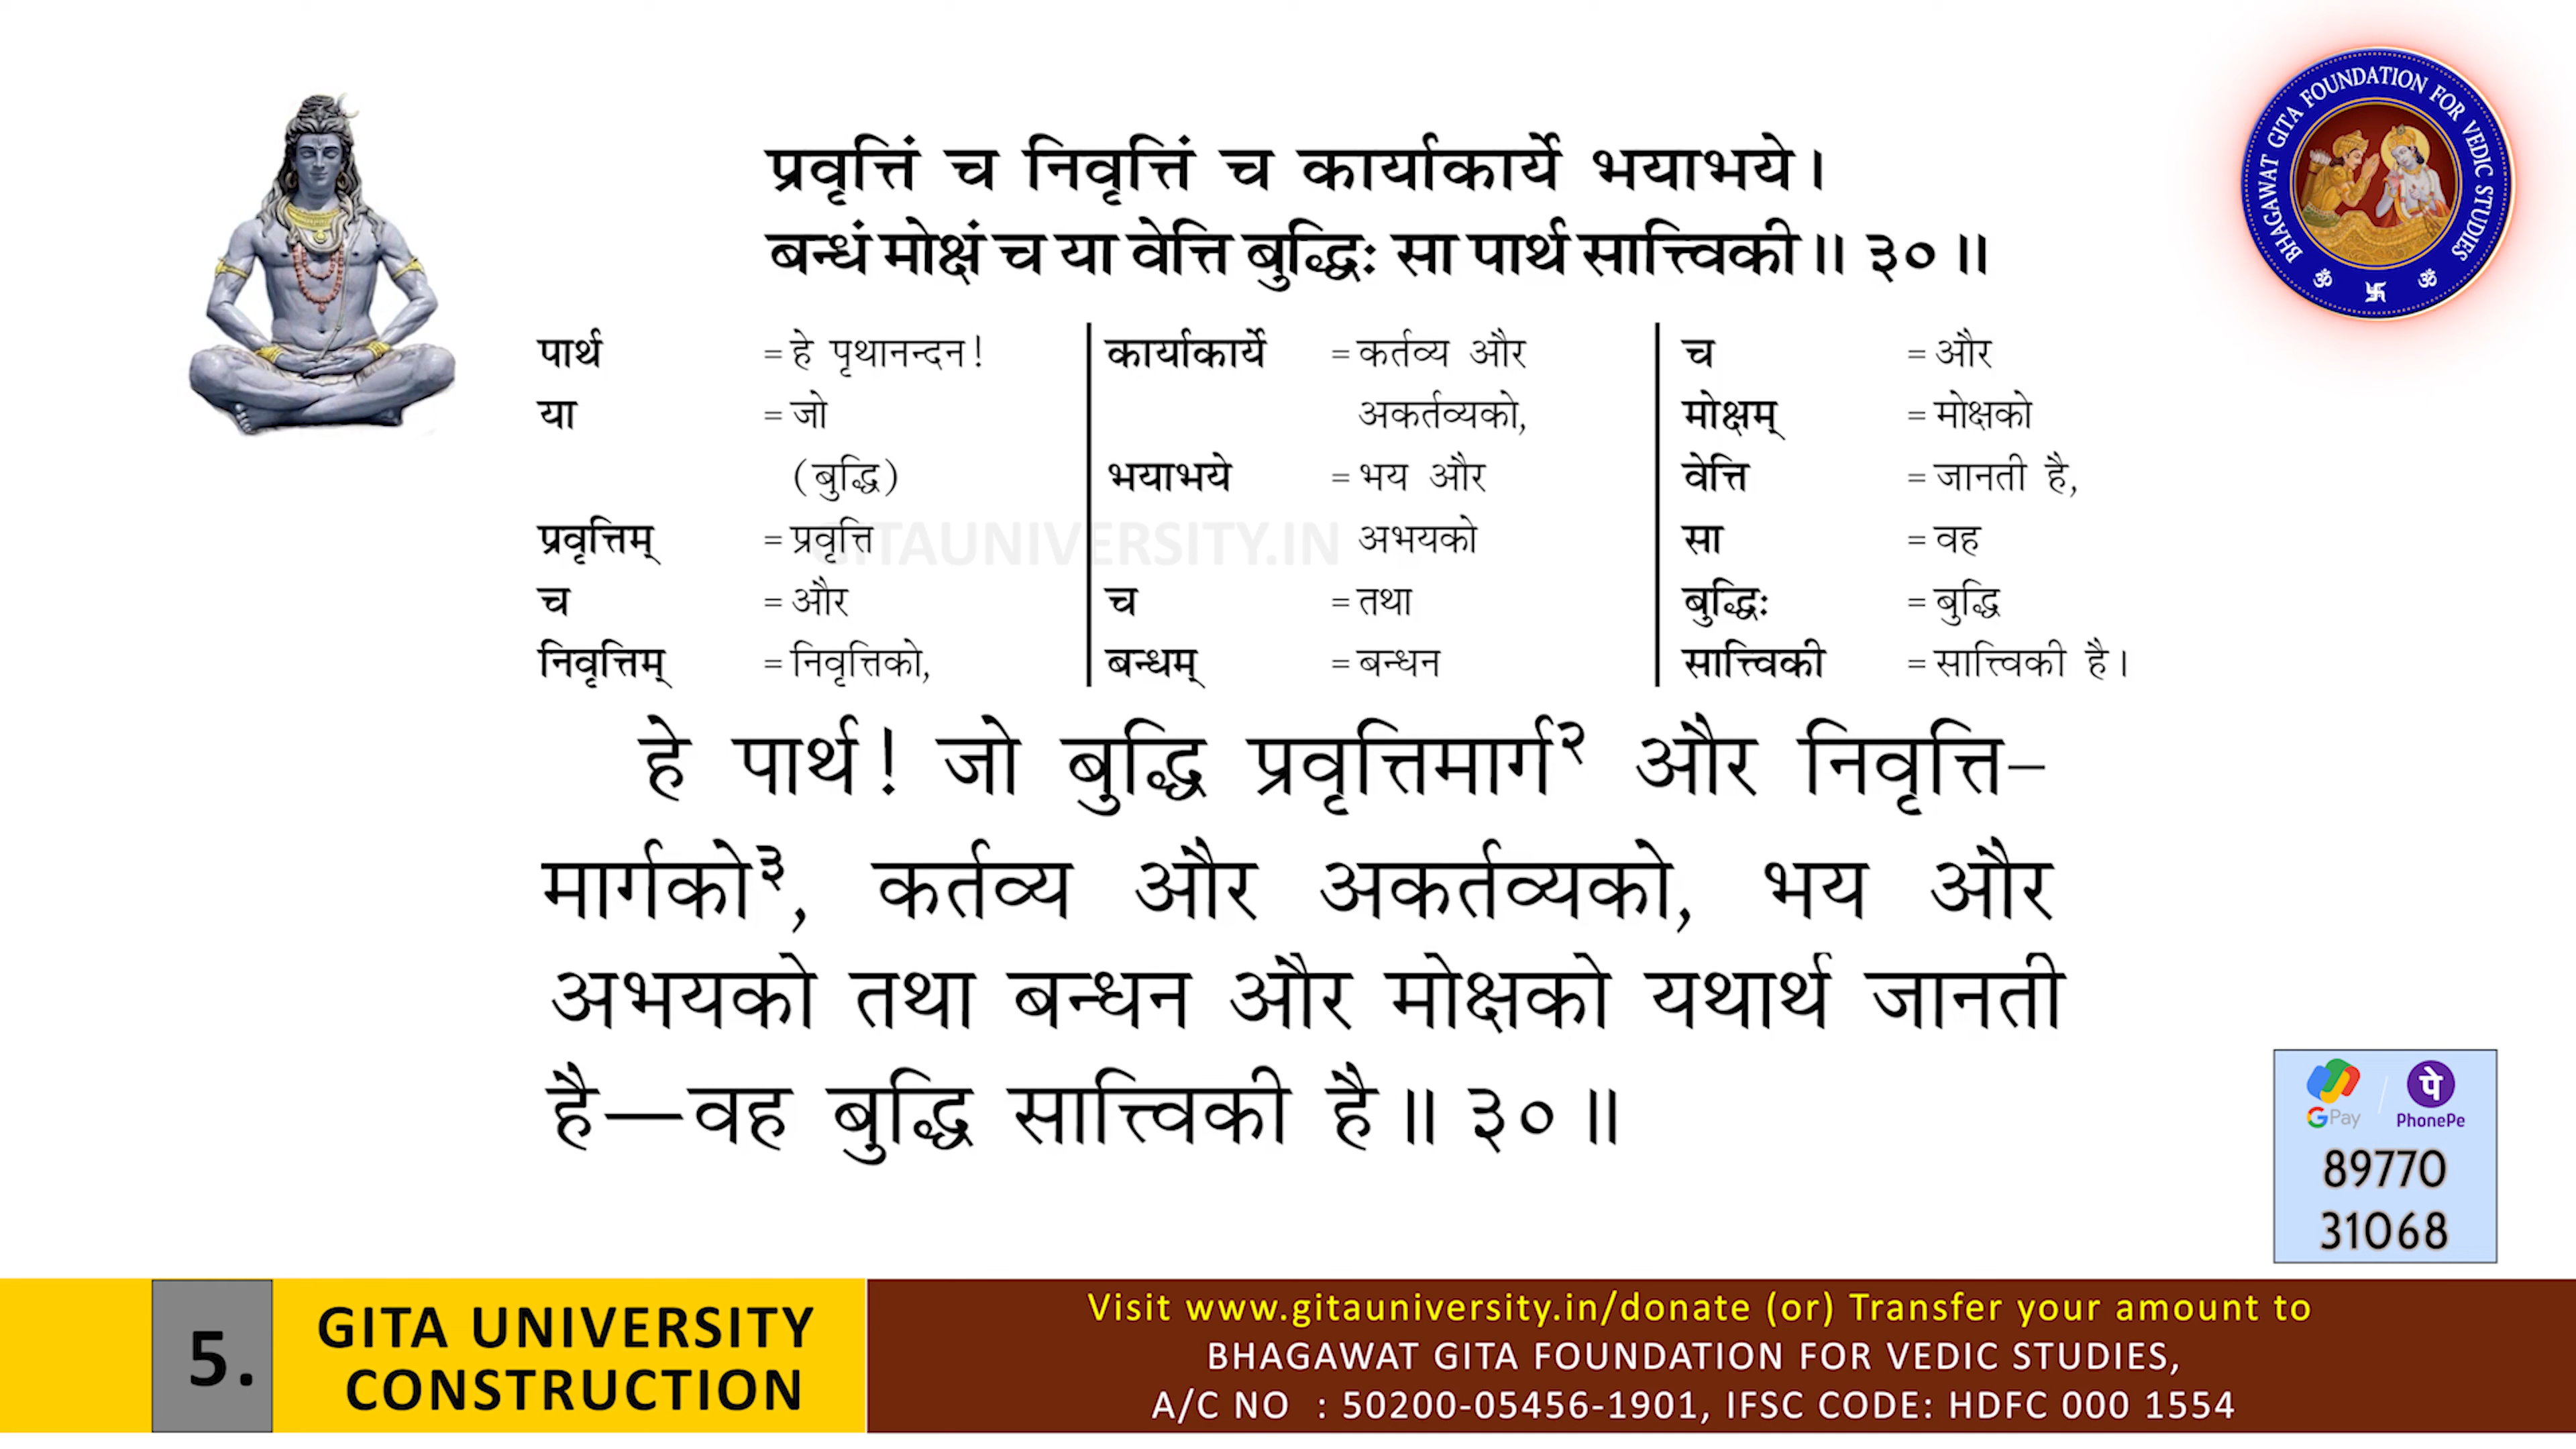 प्रवृत्तिं च निवृत्तिं च कार्याकार्ये भयाभये।
बन्धं मोक्षं च या वेत्ति बुद्धिः सा पार्थ सात्त्विकी॥ ३०॥
BHAGAWAT GITA FOUNDATION FOR VEDIC STUDIES
ॐ 卐 ॐ
पार्थ = हे पृथानन्दन!
या = जो
(बुद्धि)
प्रवृत्तिम् = प्रवृत्ति
च = और
निवृत्तिम् = निवृत्तिको,
कार्याकार्ये = कर्तव्य और
अकर्तव्यको,
भयाभये = भय और
अभयको
च = तथा
बन्धम् = बन्धन
च = और
मोक्षम् = मोक्षको
वेत्ति = जानती है,
सा = वह
बुद्धिः = बुद्धि
सात्त्विकी = सात्त्विकी है।
GITAUNIVERSITY.IN
हे पार्थ! जो बुद्धि प्रवृत्तिमार्ग२ और निवृत्ति-
मार्गको३, कर्तव्य और अकर्तव्यको, भय और
अभयको तथा बन्धन और मोक्षको यथार्थ जानती
है—वह बुद्धि सात्त्विकी है॥ ३०॥
G Pay पे PhonePe
89770
31068
5. GITA UNIVERSITY
CONSTRUCTION
Visit www.gitauniversity.in/donate (or) Transfer your amount to
BHAGAWAT GITA FOUNDATION FOR VEDIC STUDIES,
A/C NO : 50200-05456-1901, IFSC CODE: HDFC 000 1554